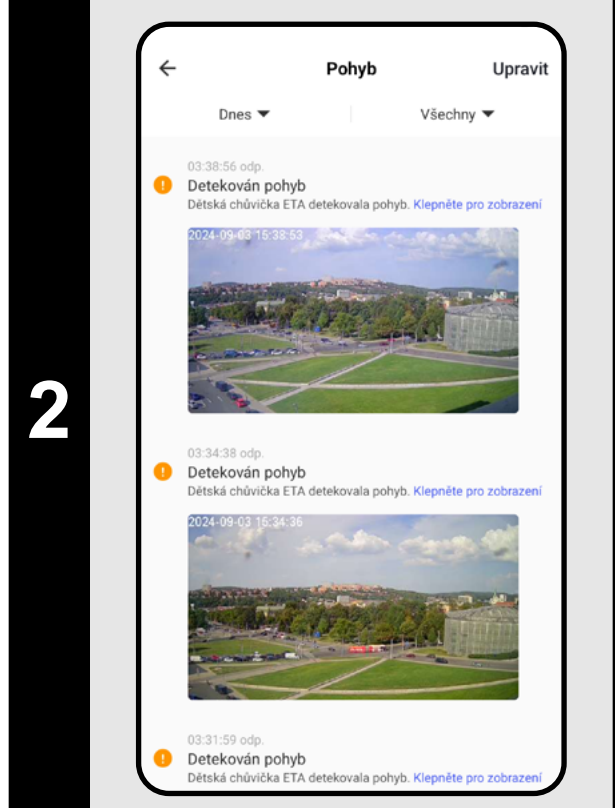 2
Pohyb
Upravit
Dnes
Všechny
03:38:56 odp.
Detekován pohyb
Dětská chůvička ETA detekovala pohyb. Klepněte pro zobrazení
2024-09-03 15:38:53
03:34:38 odp.
Detekován pohyb
Dětská chůvička ETA detekovala pohyb. Klepněte pro zobrazení
2024-09-03 15:34:36
03:31:59 odp.
Detekován pohyb
Dětská chůvička ETA detekovala pohyb. Klepněte pro zobrazení